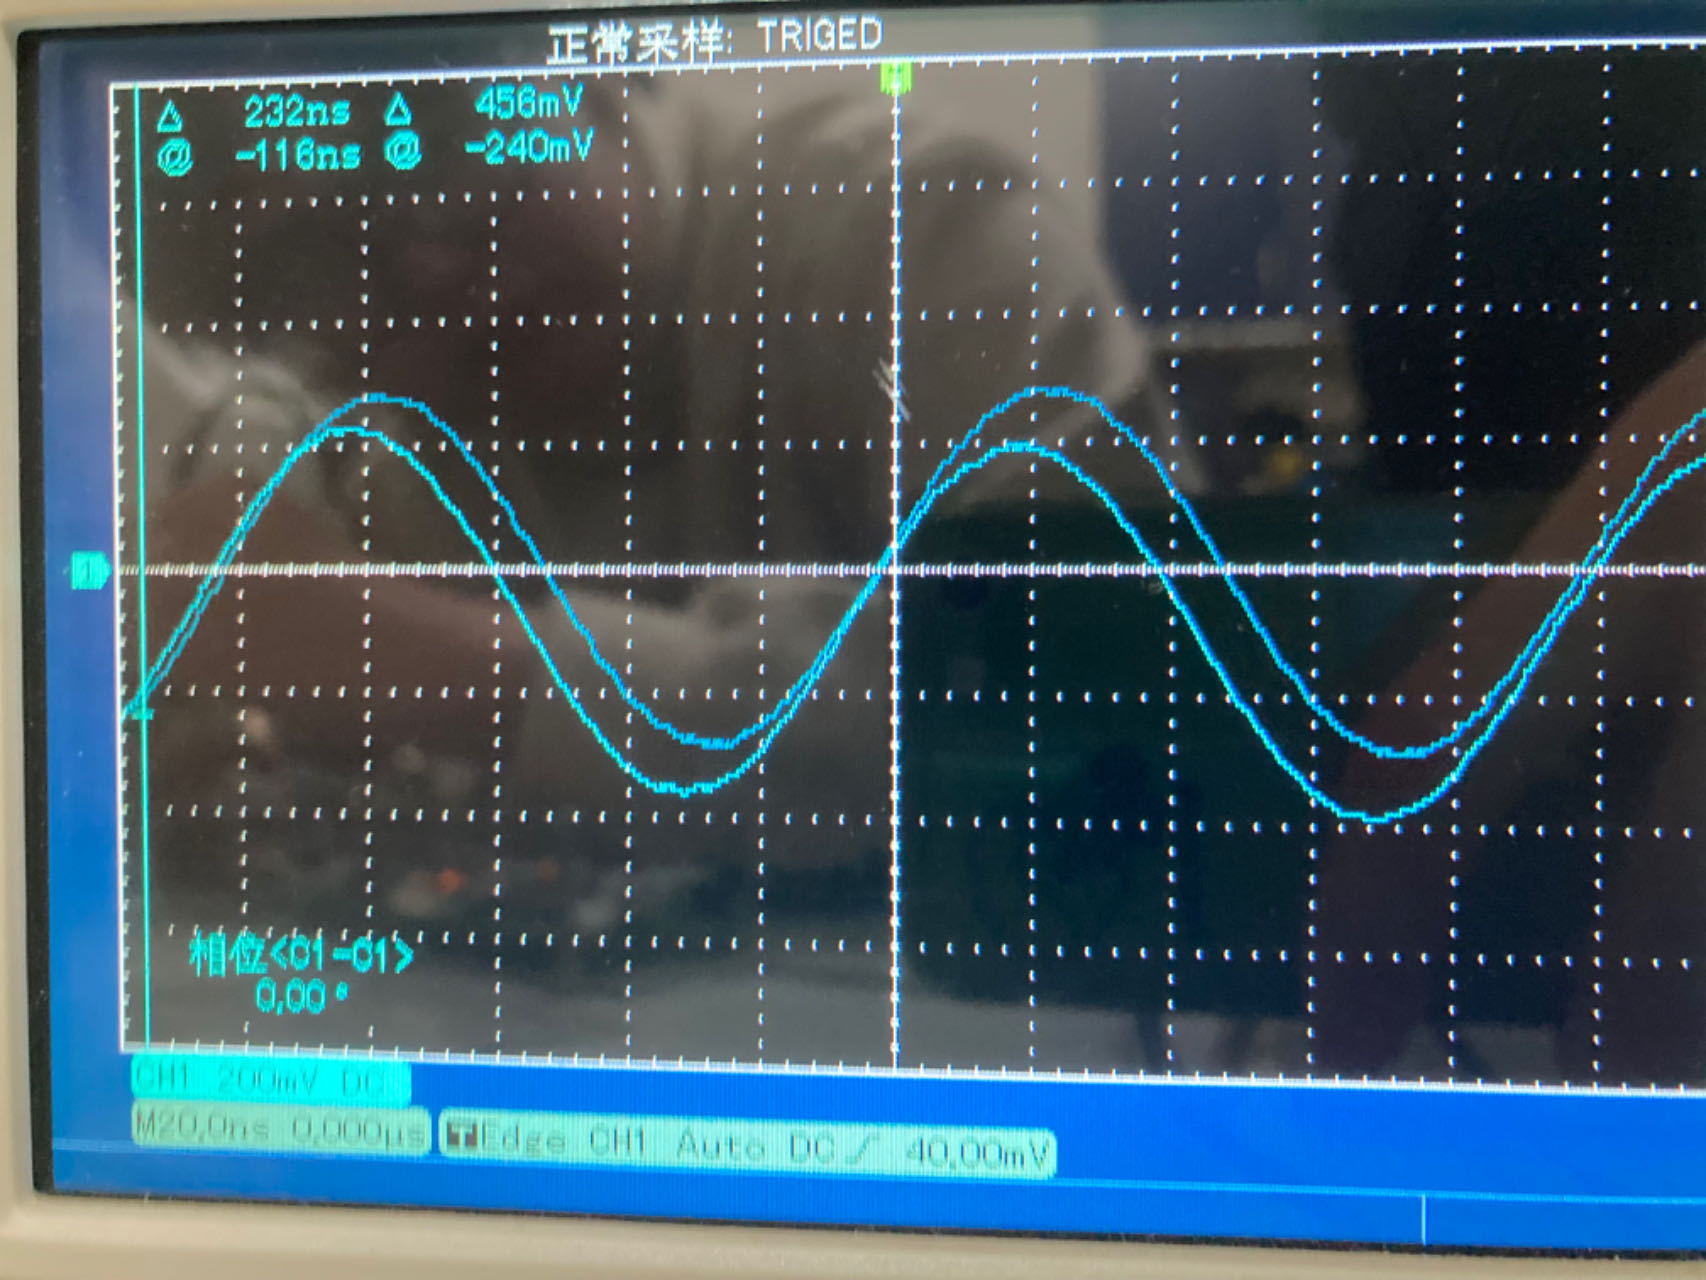 正常采样: TRIGED
△ 232ns △ 456mV
@ -116ns @ -240mV
1
相位<C1-C1>
0.00°
CH1 200mV DC
M20.0ns 0.000μs T Edge CH1 Auto DC 40.00mV